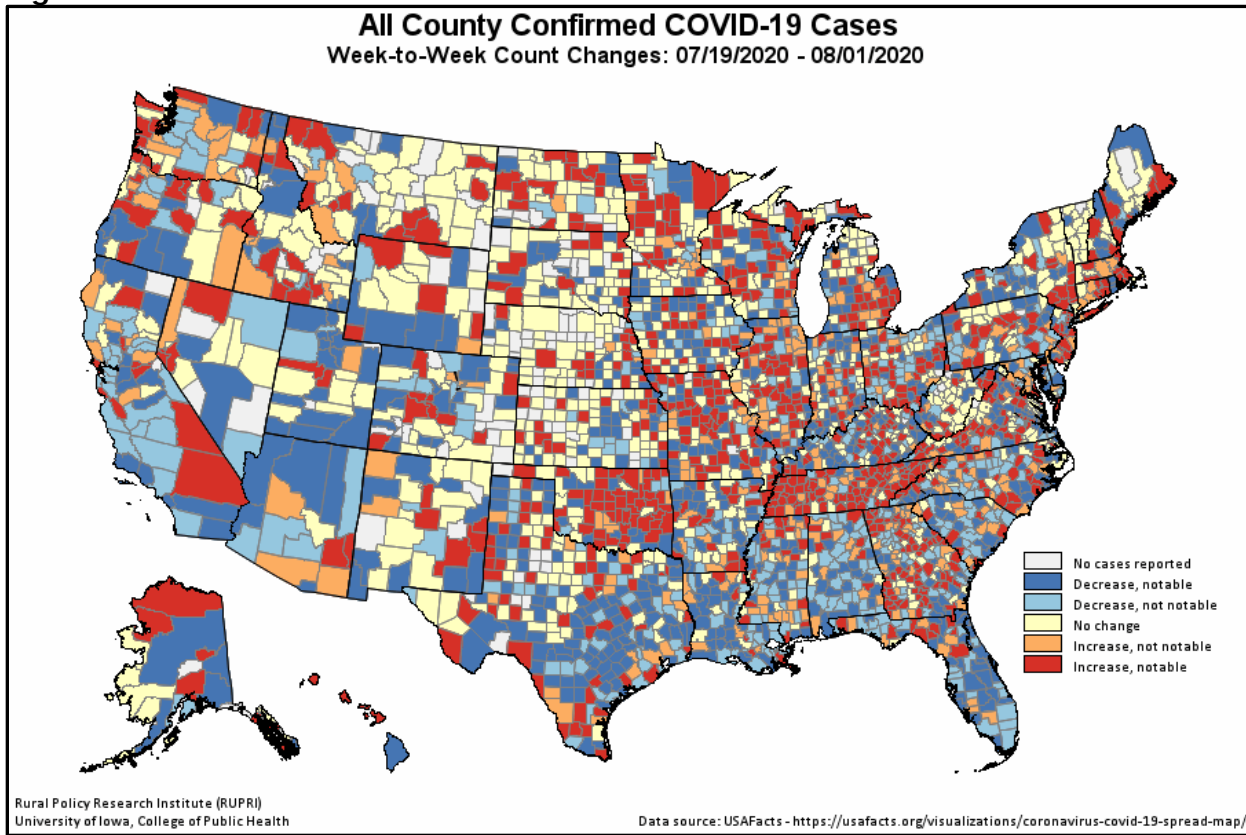 All County Confirmed COVID-19 Cases
Week-to-Week Count Changes: 07/19/2020 - 08/01/2020
No cases reported
Decrease, notable
Decrease, not notable
No change
Increase, not notable
Increase, notable
Rural Policy Research Institute (RUPRI)
University of Iowa, College of Public Health
Data source: USAFacts - https://usafacts.org/visualizations/coronavirus-covid-19-spread-map/